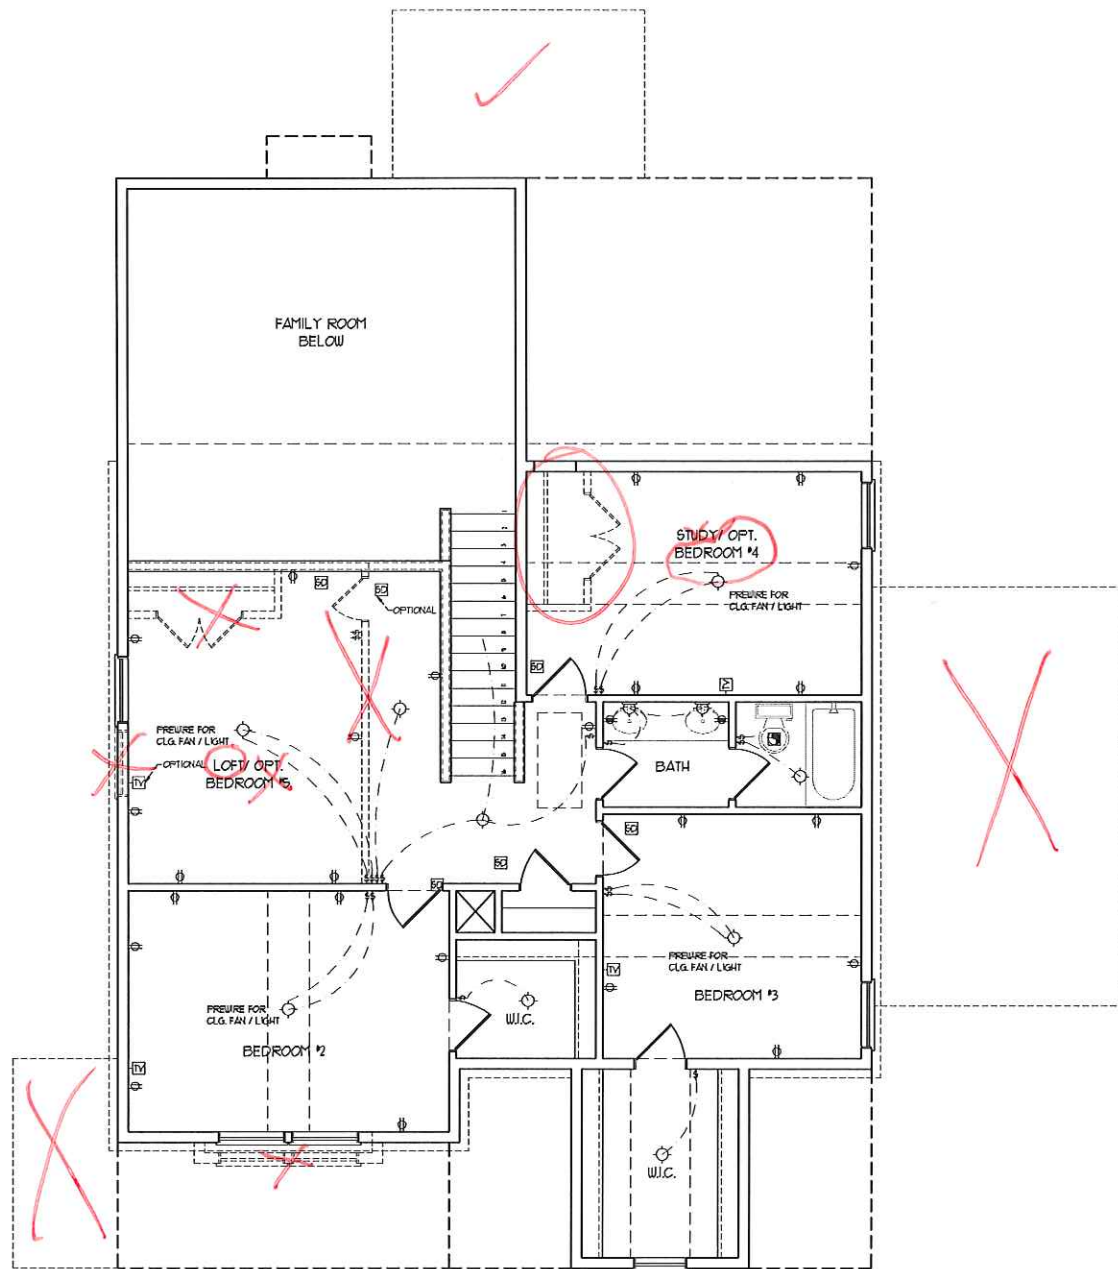 FAMILY ROOM
BELOW
STUDY/ OPT.
BEDROOM #4
PREWIRE FOR
CLG. FAN / LIGHT
SD
SD
OPTIONAL
SD
TV
PREWIRE FOR
CLG. FAN / LIGHT
OPTIONAL
LOFT/ OPT.
BEDROOM #5
TV
BATH
SD
SD
SD
PREWIRE FOR
CLG. FAN / LIGHT
TV
BEDROOM #3
W.I.C.
PREWIRE FOR
CLG. FAN / LIGHT
BEDROOM #2
TV
W.I.C.